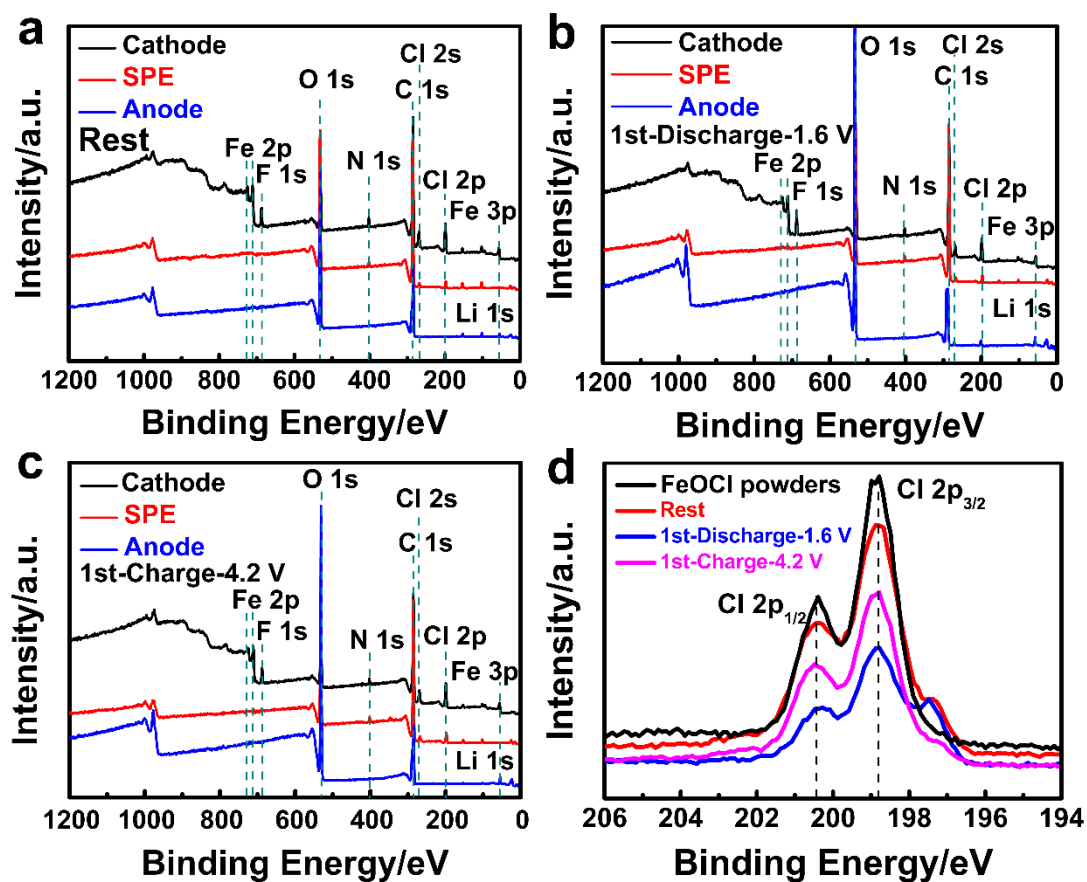 a
Cathode
SPE
Anode
Rest
Fe 2p
F 1s
O 1s
N 1s
Cl 2s
C 1s
Cl 2p
Fe 3p
Li 1s
Intensity/a.u.
1200 1000 800 600 400 200 0
Binding Energy/eV
b
Cathode
SPE
Anode
1st-Discharge-1.6 V
Fe 2p
F 1s
O 1s
N 1s
Cl 2s
C 1s
Cl 2p
Fe 3p
Li 1s
Intensity/a.u.
1200 1000 800 600 400 200 0
Binding Energy/eV
c
Cathode
SPE
Anode
1st-Charge-4.2 V
Fe 2p
F 1s
O 1s
N 1s
Cl 2s
C 1s
Cl 2p
Fe 3p
Li 1s
Intensity/a.u.
1200 1000 800 600 400 200 0
Binding Energy/eV
d
FeOCl powders
Rest
1st-Discharge-1.6 V
1st-Charge-4.2 V
Cl 2p3/2
Cl 2p1/2
Intensity/a.u.
206 204 202 200 198 196 194
Binding Energy/eV